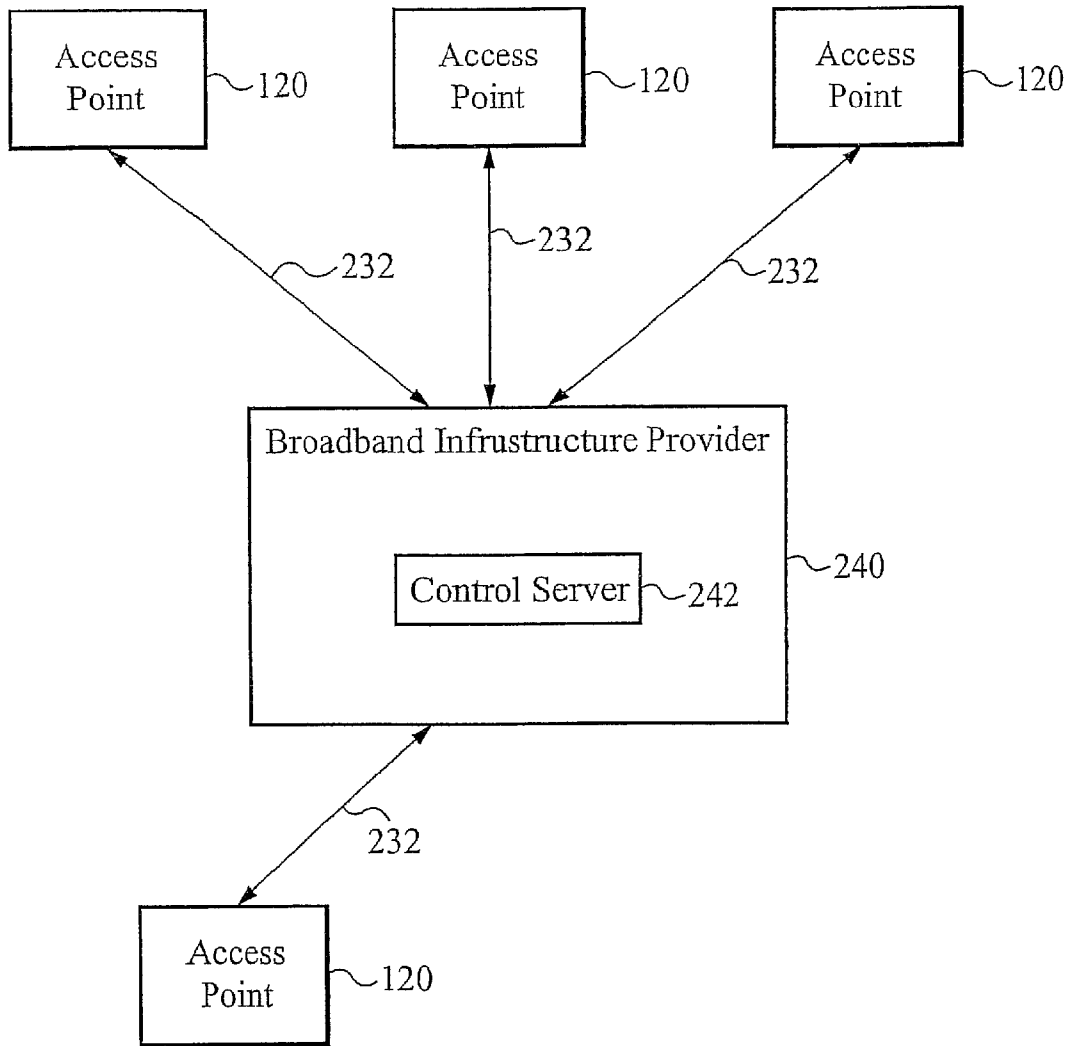 Access
Point
120
Access
Point
120
Access
Point
120
232
232
232
Broadband Infrustructure Provider
240
Control Server
242
232
Access
Point
120